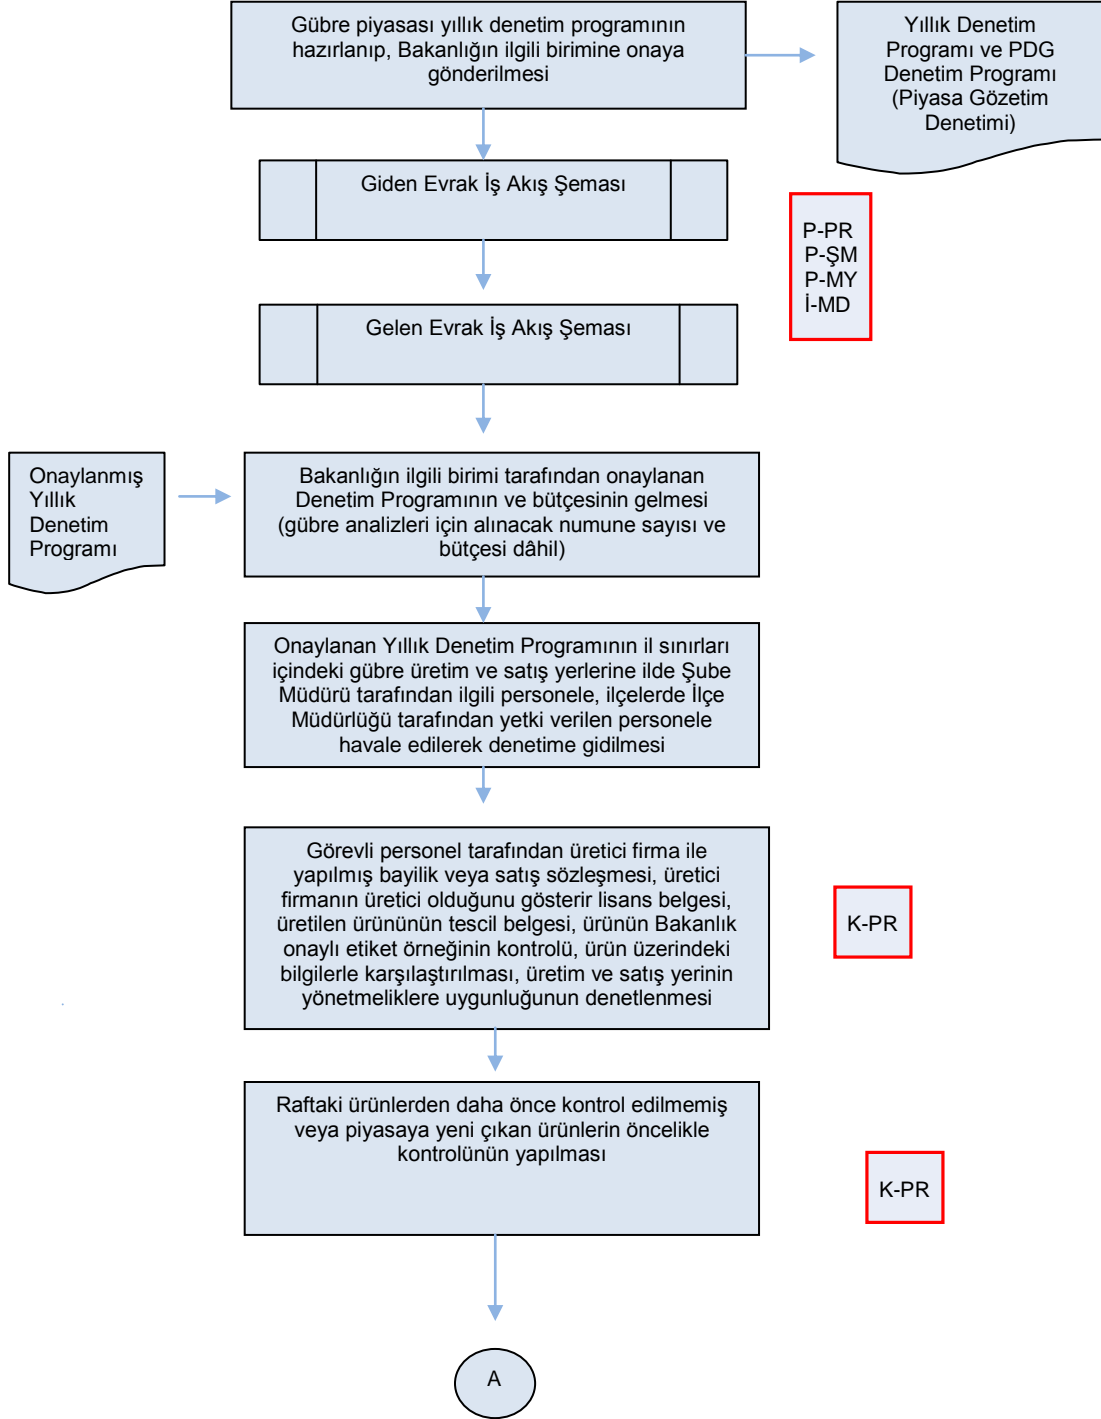 Gübre piyasası yıllık denetim programının
hazırlanıp, Bakanlığın ilgili birimine onaya
gönderilmesi
Yıllık Denetim
Programı ve PDG
Denetim Programı
(Piyasa Gözetim
Denetimi)
Giden Evrak İş Akış Şeması
P-PR
P-ŞM
P-MY
İ-MD
Gelen Evrak İş Akış Şeması
Onaylanmış
Yıllık
Denetim
Programı
Bakanlığın ilgili birimi tarafından onaylanan
Denetim Programının ve bütçesinin gelmesi
(gübre analizleri için alınacak numune sayısı ve
bütçesi dâhil)
Onaylanan Yıllık Denetim Programının il sınırları
içindeki gübre üretim ve satış yerlerine ilde Şube
Müdürü tarafından ilgili personele, ilçelerde İlçe
Müdürlüğü tarafından yetki verilen personele
havale edilerek denetime gidilmesi
Görevli personel tarafından üretici firma ile
yapılmış bayilik veya satış sözleşmesi, üretici
firmanın üretici olduğunu gösterir lisans belgesi,
üretilen ürününün tescil belgesi, ürünün Bakanlık
onaylı etiket örneğinin kontrolü, ürün üzerindeki
bilgilerle karşılaştırılması, üretim ve satış yerinin
yönetmeliklere uygunluğunun denetlenmesi
K-PR
Raftaki ürünlerden daha önce kontrol edilmemiş
veya piyasaya yeni çıkan ürünlerin öncelikle
kontrolünün yapılması
K-PR
A